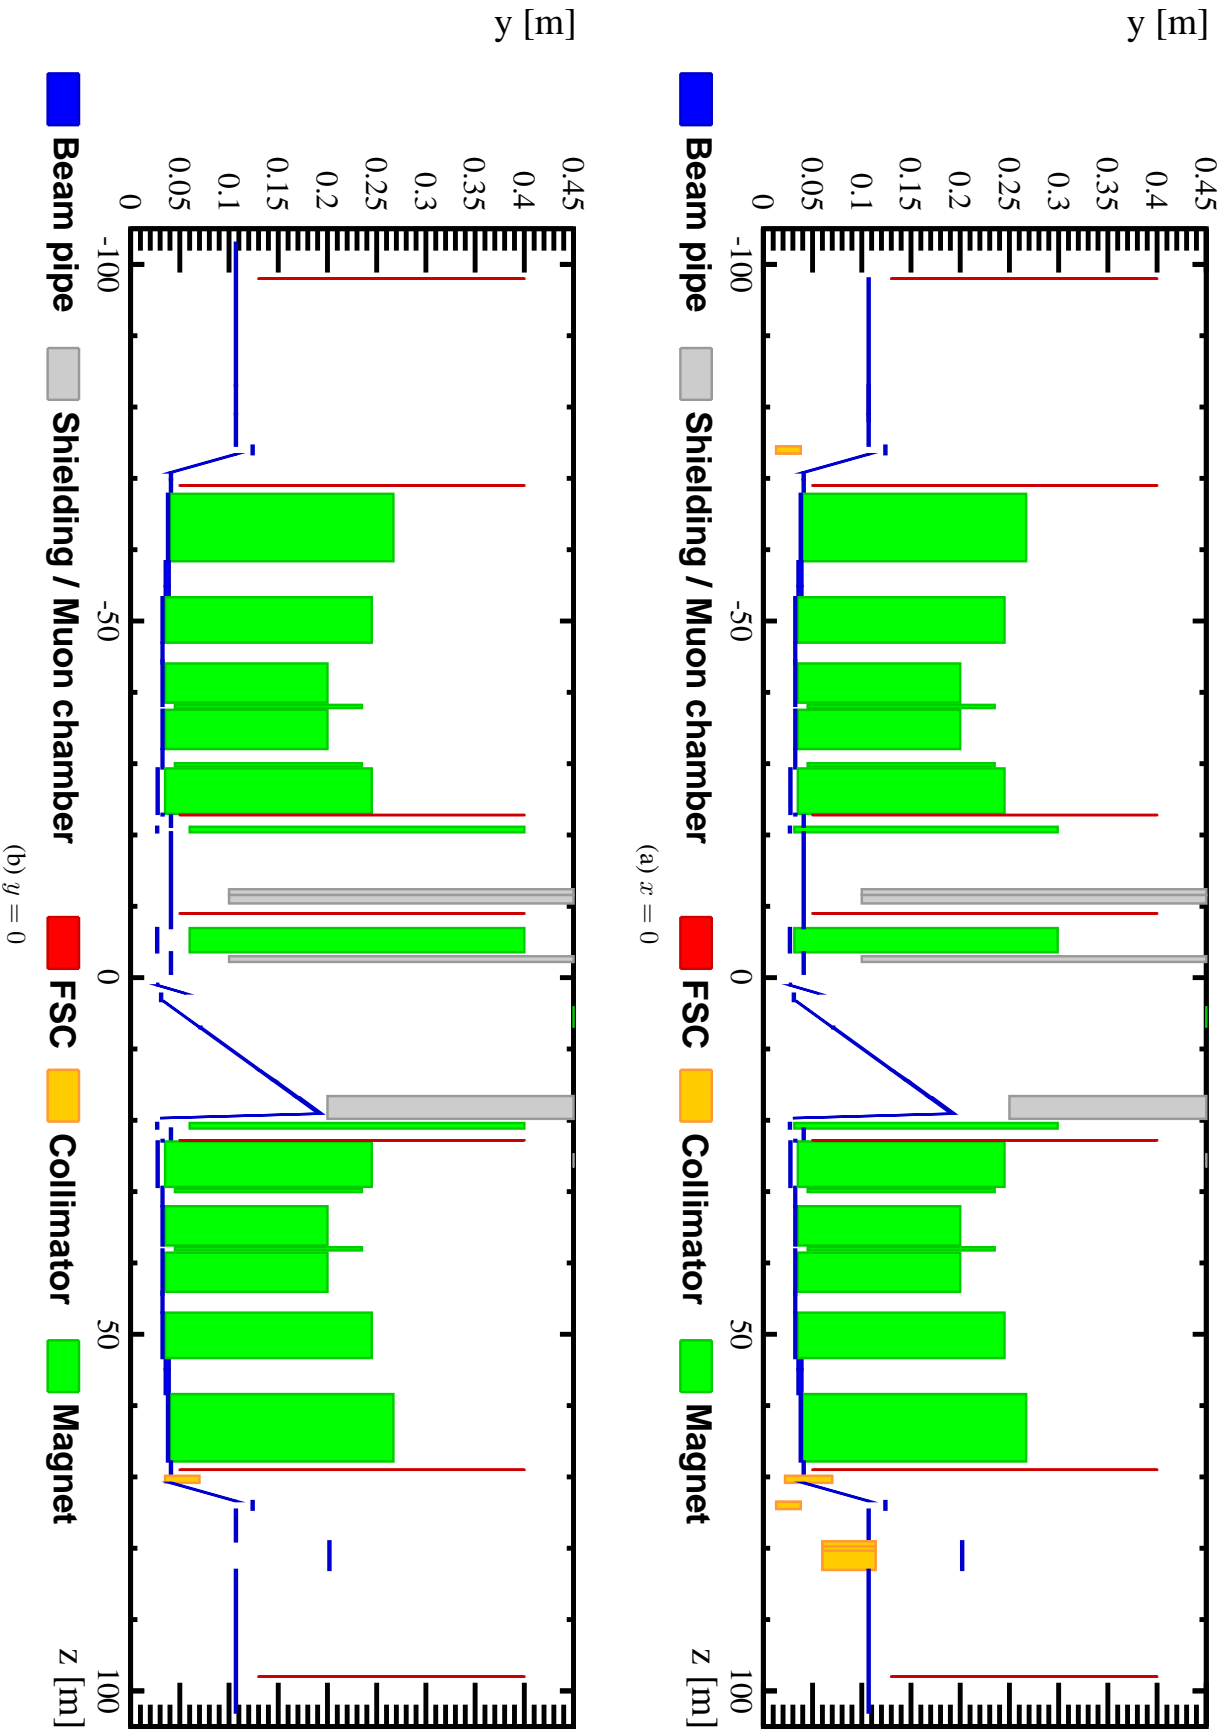 y [m]
0.45
0.4
0.35
0.3
0.25
0.2
0.15
0.1
0.05
0
-100
-50
0
50
100
z [m]
Beam pipe
Shielding / Muon chamber
FSC
Collimator
Magnet
(a) x = 0
y [m]
0.45
0.4
0.35
0.3
0.25
0.2
0.15
0.1
0.05
0
-100
-50
0
50
100
z [m]
Beam pipe
Shielding / Muon chamber
FSC
Collimator
Magnet
(b) y = 0